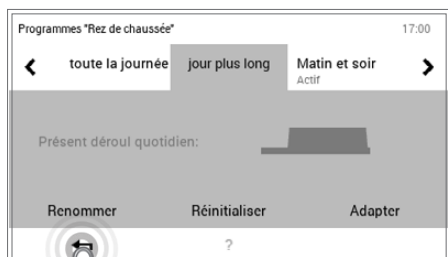 Programmes "Rez de chaussée" 17:00
toute la journée jour plus long Matin et soir
Actif
Présent déroul quotidien:
Renommer Réinitialiser Adapter
?